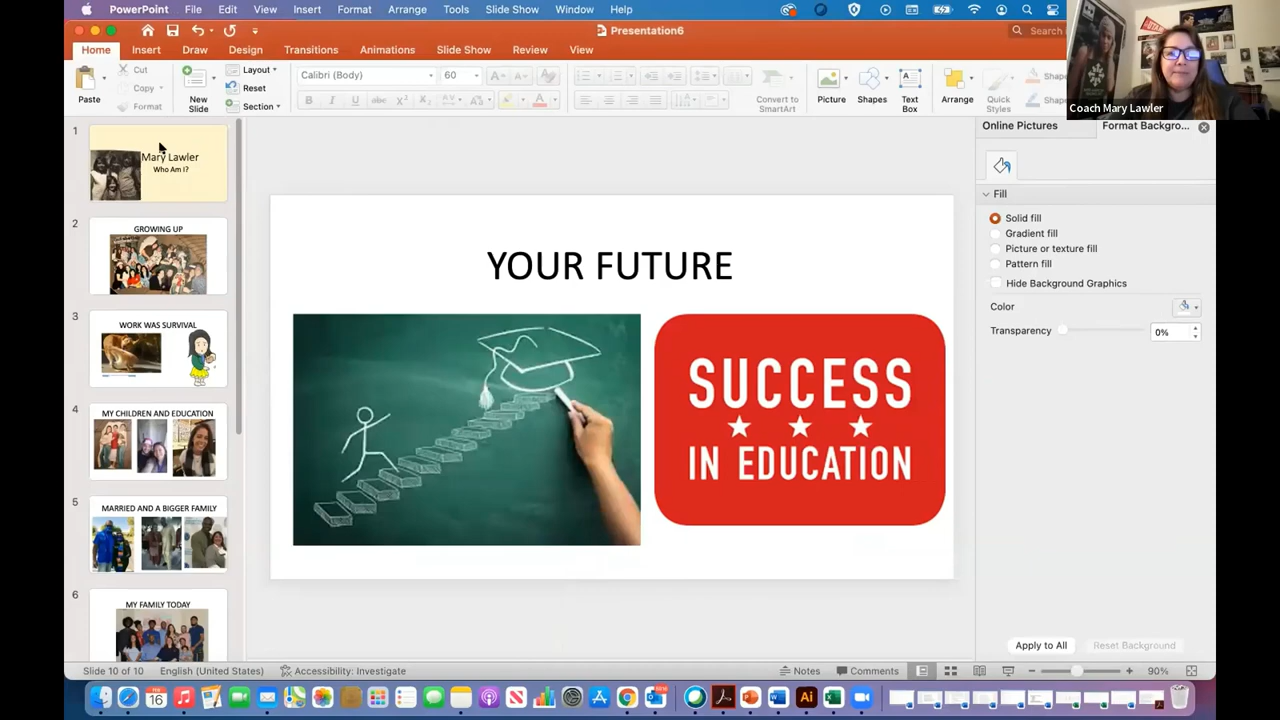 PowerPoint File Edit View Insert Format Arrange Tools Slide Show Window Help
Presentation6
Search
Home Insert Draw Design Transitions Animations Slide Show Review View
Paste
Cut
Copy
Format
New
Slide
Layout
Reset
Section
Calibri (Body) 60
Convert to
SmartArt
Picture
Shapes
Text
Box
Arrange
Quick
Styles
Coach Mary Lawler
Online Pictures
Format Backgro...
Fill
Solid fill
Gradient fill
Picture or texture fill
Pattern fill
Hide Background Graphics
Color
Transparency
0%
Apply to All
Reset Background
1
Mary Lawler
Who Am I?
2
GROWING UP
3
WORK WAS SURVIVAL
4
MY CHILDREN AND EDUCATION
5
MARRIED AND A BIGGER FAMILY
6
MY FAMILY TODAY
YOUR FUTURE
SUCCESS
IN EDUCATION
Slide 10 of 10
English (United States)
Accessibility: Investigate
Notes
Comments
90%
16